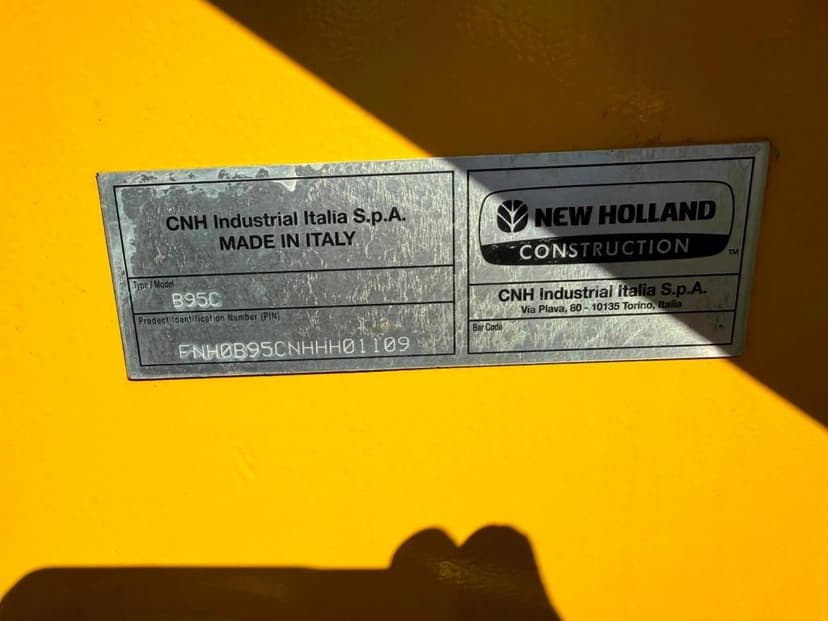 CNH Industrial Italia S.p.A.
MADE IN ITALY
Type / Model
B95C
Product Identification Number (PIN)
FNH0B95CNHHH01109
NEW HOLLAND
CONSTRUCTION
TM
CNH Industrial Italia S.p.A.
Via Plava, 80 - 10135 Torino, Italia
Bar Code